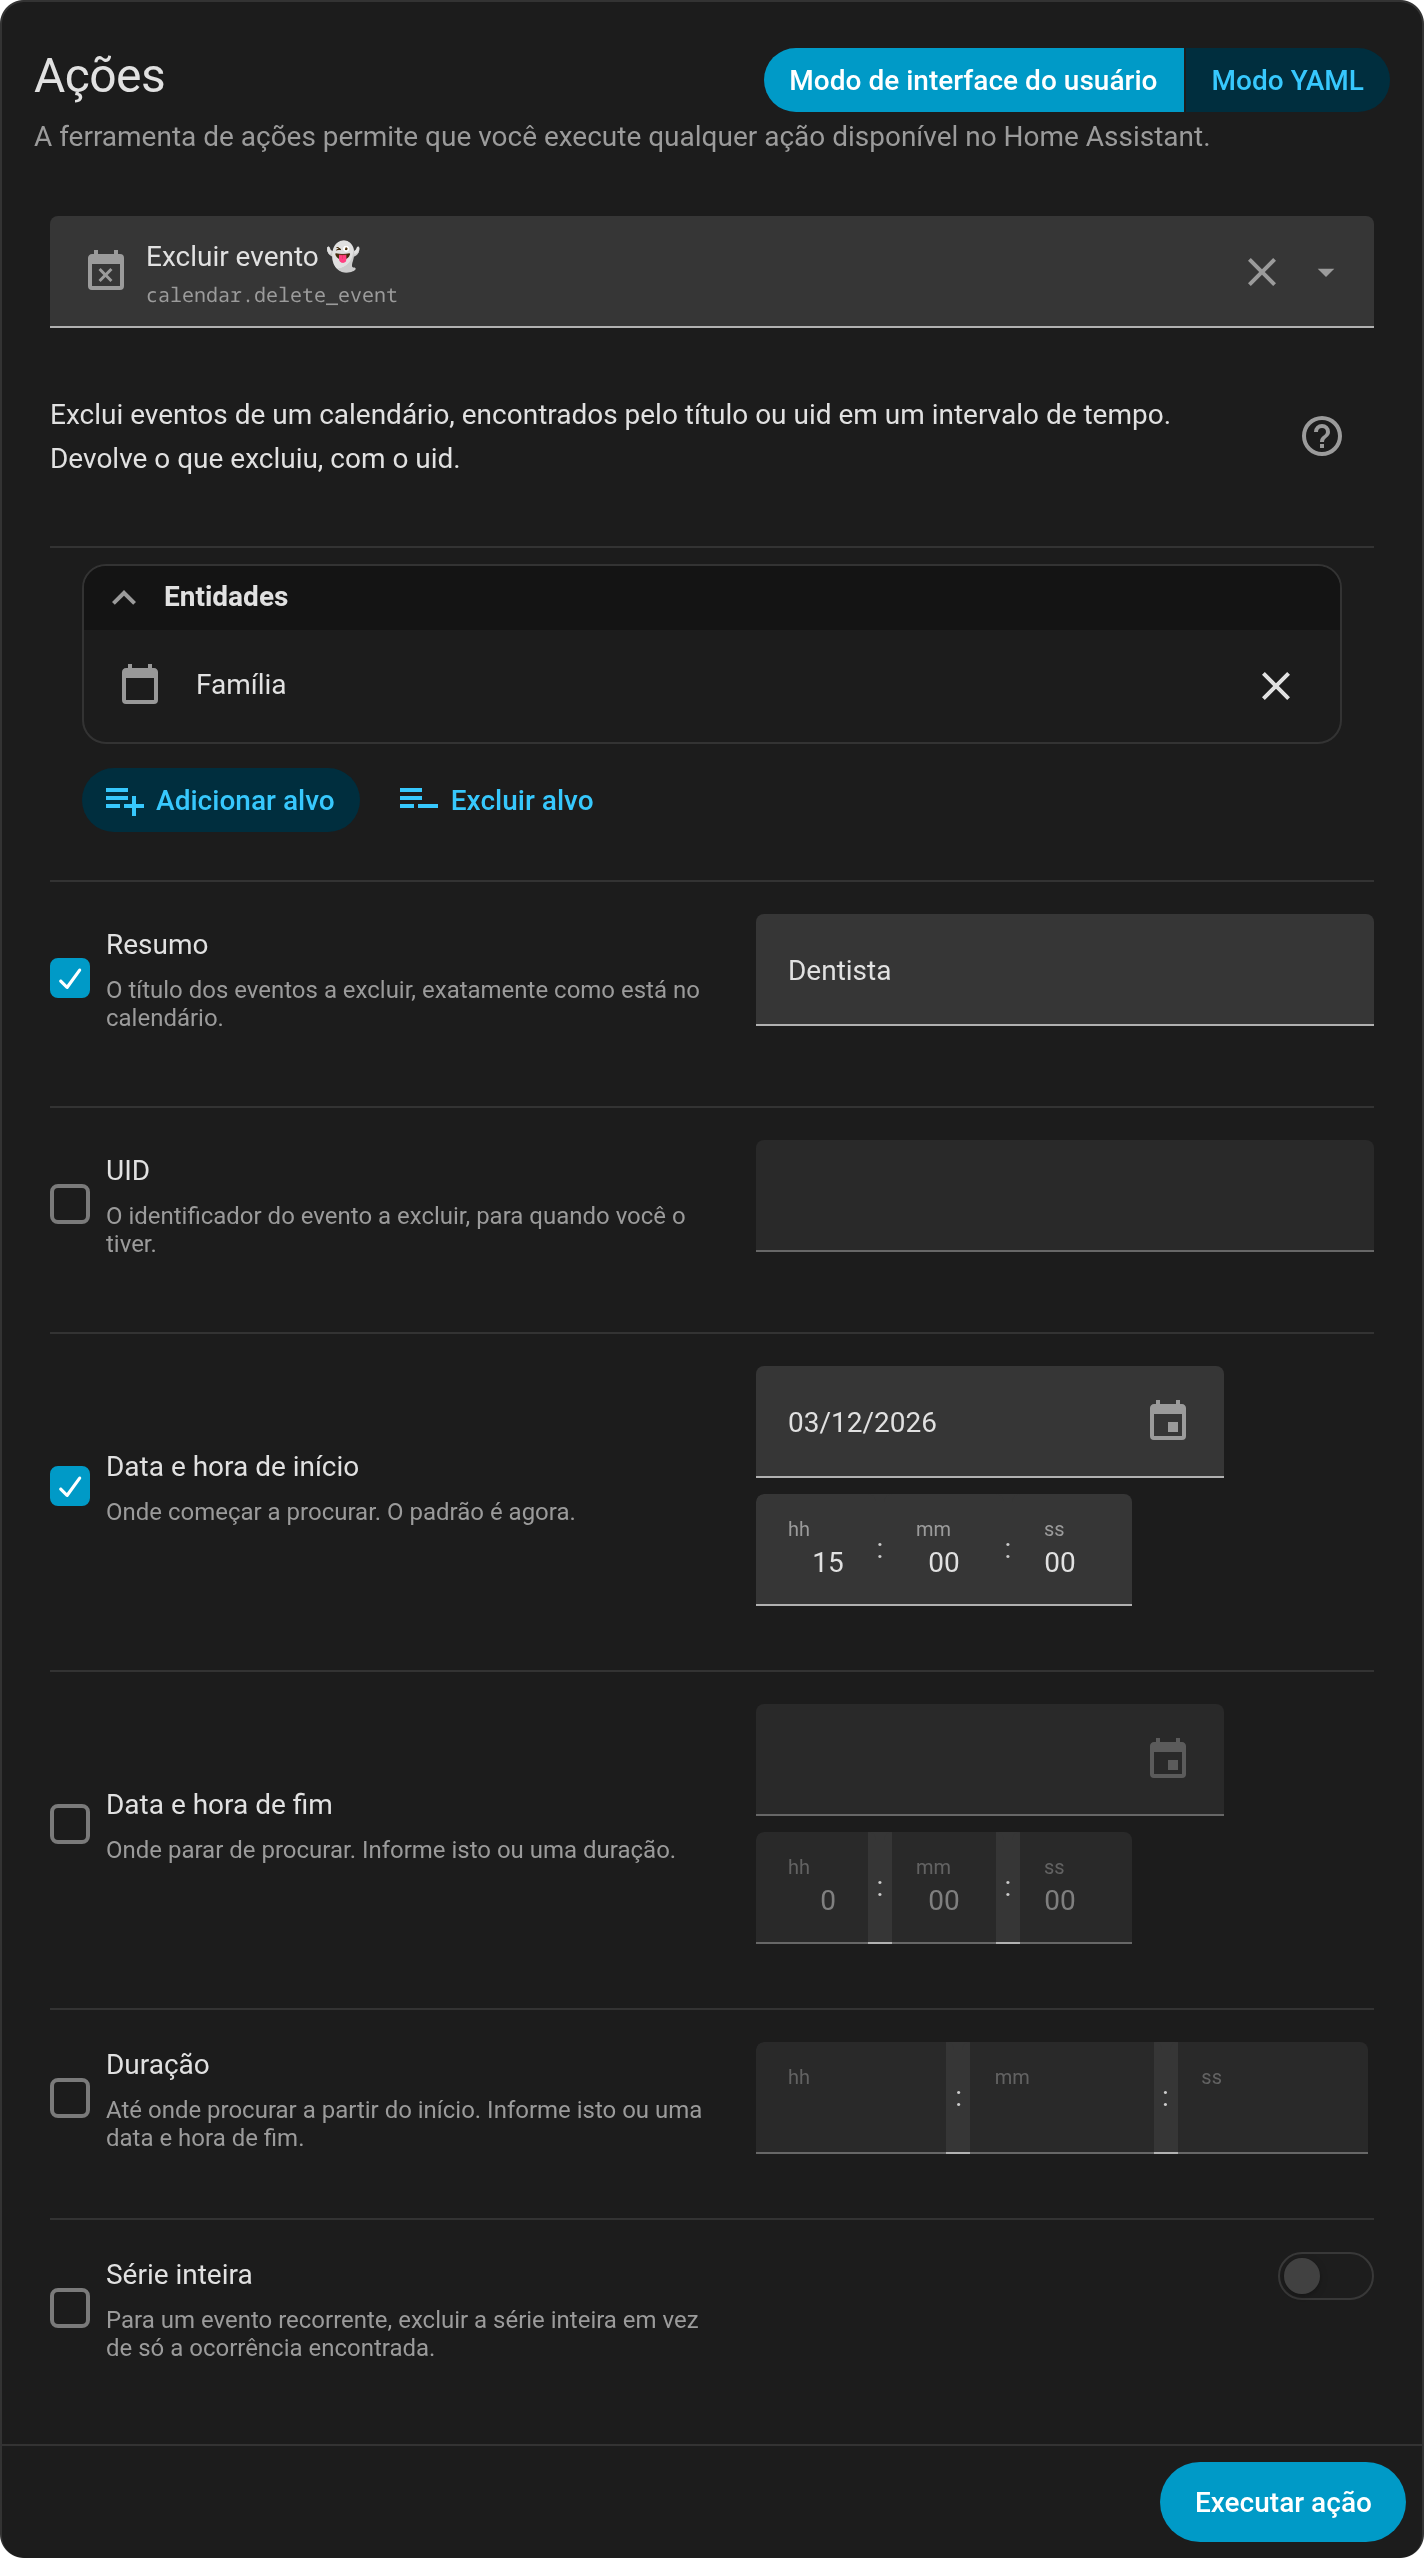 Ações
Modo de interface do usuário
Modo YAML
A ferramenta de ações permite que você execute qualquer ação disponível no Home Assistant.
Excluir evento 👻
calendar.delete_event
Exclui eventos de um calendário, encontrados pelo título ou uid em um intervalo de tempo.
Devolve o que excluiu, com o uid.
Entidades
Família
Adicionar alvo
Excluir alvo
Resumo
O título dos eventos a excluir, exatamente como está no
calendário.
Dentista
UID
O identificador do evento a excluir, para quando você o
tiver.
Data e hora de início
Onde começar a procurar. O padrão é agora.
03/12/2026
hh : mm : ss
15 00 00
Data e hora de fim
Onde parar de procurar. Informe isto ou uma duração.
hh : mm : ss
0 00 00
Duração
Até onde procurar a partir do início. Informe isto ou uma
data e hora de fim.
hh : mm : ss
Série inteira
Para um evento recorrente, excluir a série inteira em vez
de só a ocorrência encontrada.
Executar ação